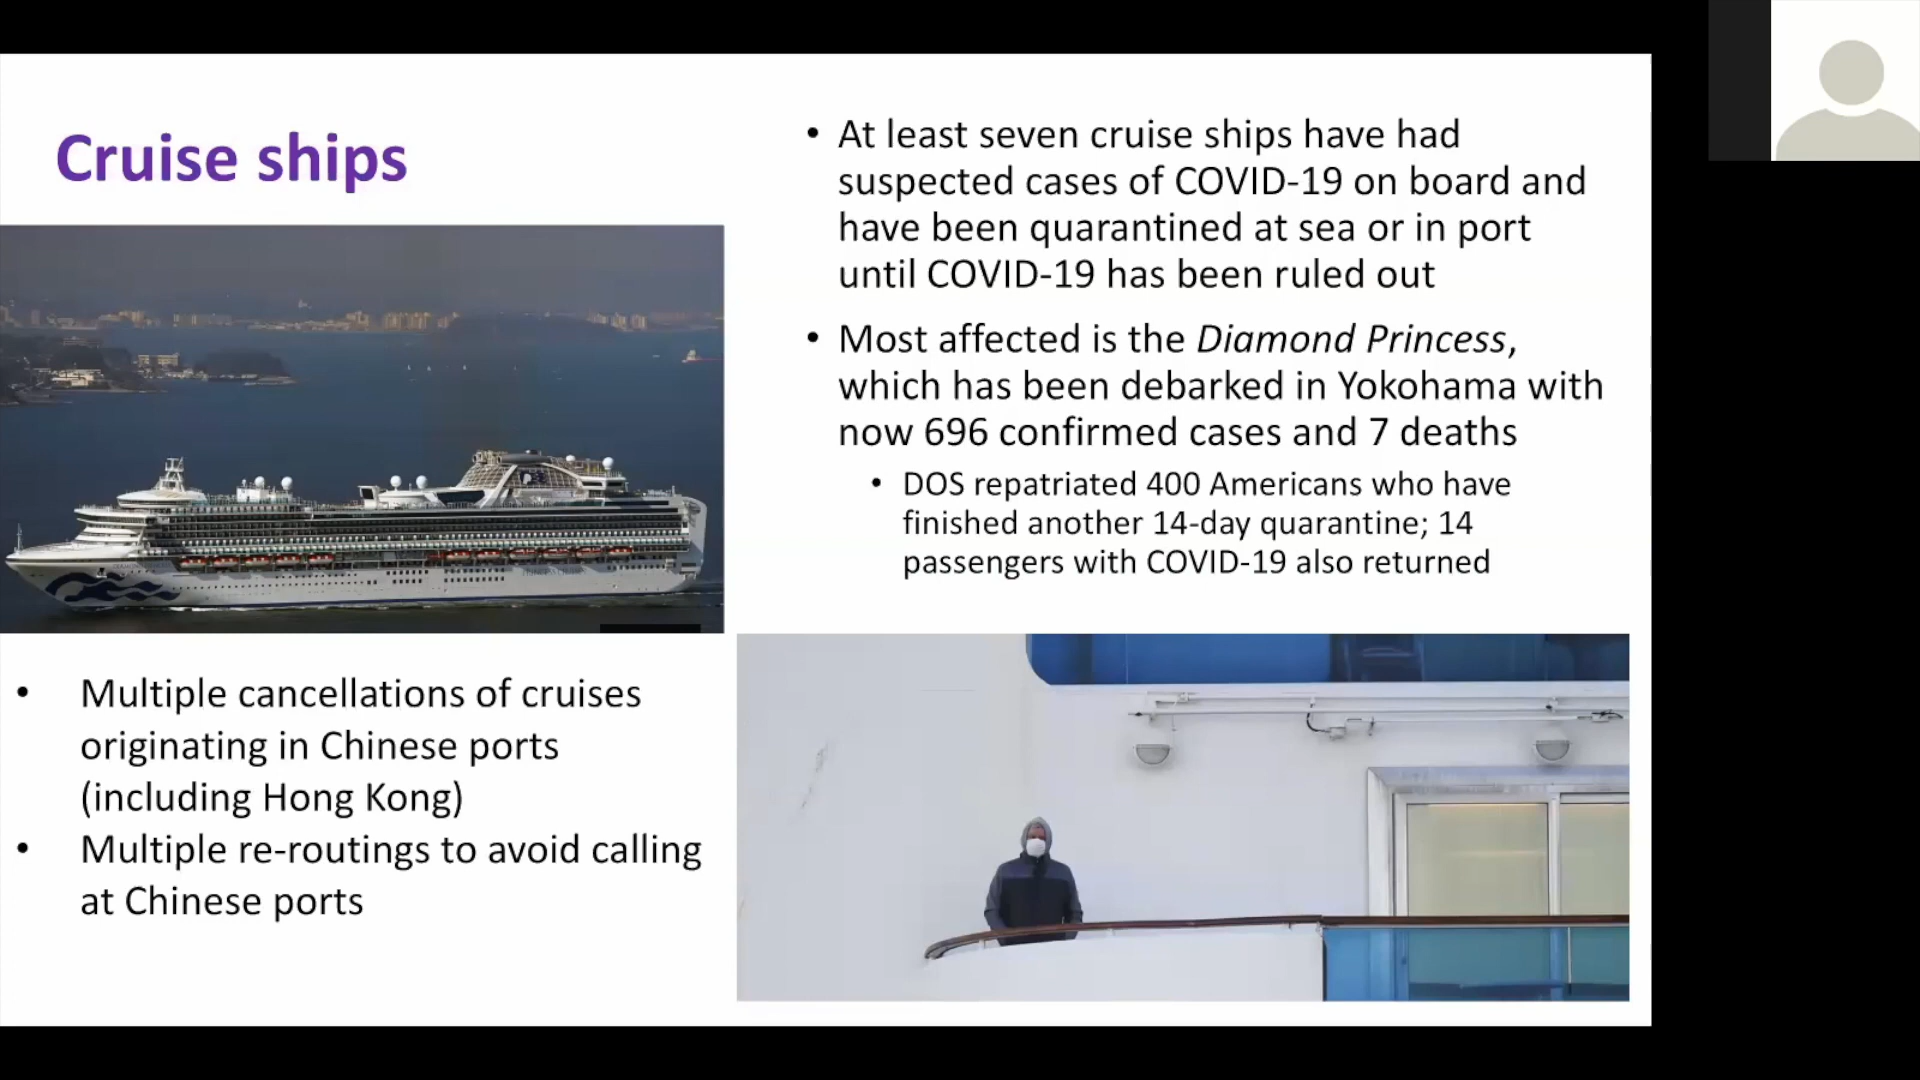 Cruise ships
• At least seven cruise ships have had
suspected cases of COVID-19 on board and
have been quarantined at sea or in port
until COVID-19 has been ruled out
• Most affected is the Diamond Princess,
which has been debarked in Yokohama with
now 696 confirmed cases and 7 deaths
• DOS repatriated 400 Americans who have
finished another 14-day quarantine; 14
passengers with COVID-19 also returned
• Multiple cancellations of cruises
originating in Chinese ports
(including Hong Kong)
• Multiple re-routings to avoid calling
at Chinese ports